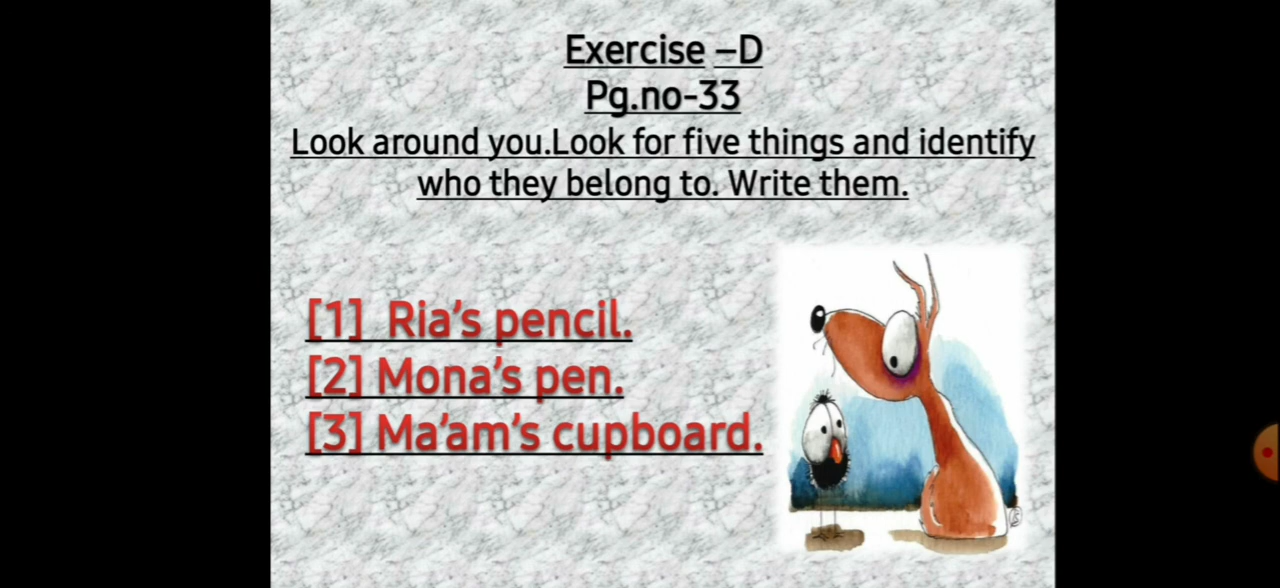 Exercise –D
Pg.no-33
Look around you.Look for five things and identify
who they belong to. Write them.
[1] Ria’s pencil.
[2] Mona’s pen.
[3] Ma’am’s cupboard.